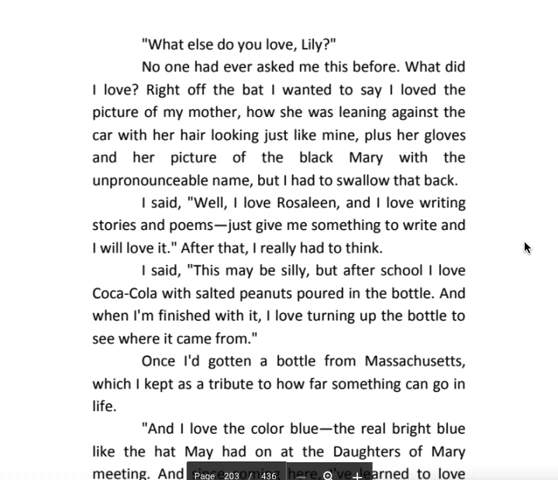 "What else do you love, Lily?"
No one had ever asked me this before. What did
I love? Right off the bat I wanted to say I loved the
picture of my mother, how she was leaning against the
car with her hair looking just like mine, plus her gloves
and her picture of the black Mary with the
unpronounceable name, but I had to swallow that back.
I said, "Well, I love Rosaleen, and I love writing
stories and poems—just give me something to write and
I will love it." After that, I really had to think.
I said, "This may be silly, but after school I love
Coca-Cola with salted peanuts poured in the bottle. And
when I'm finished with it, I love turning up the bottle to
see where it came from."
Once I'd gotten a bottle from Massachusetts,
which I kept as a tribute to how far something can go in
life.
"And I love the color blue—the real bright blue
like the hat May had on at the Daughters of Mary
meeting. And since coming here, I've learned to love
Page 203 / 436 — +